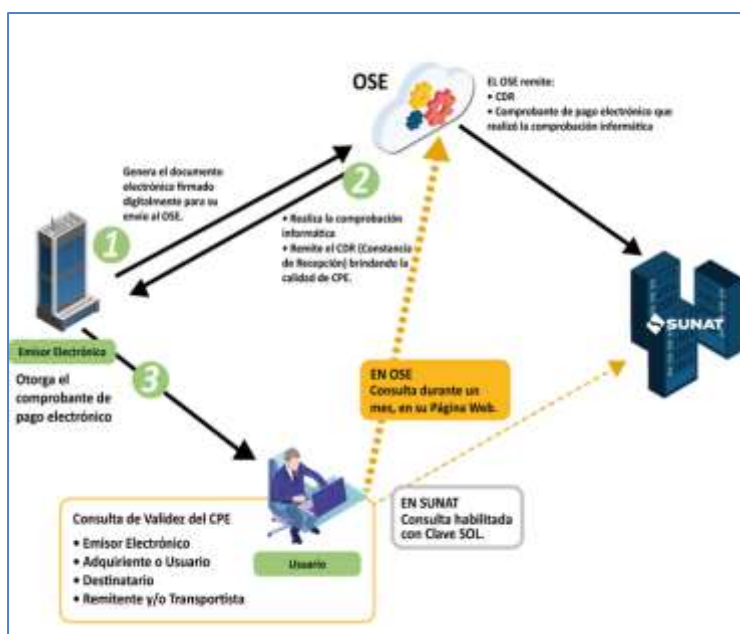 OSE
EL OSE remite:
• CDR
• Comprobante de pago electrónico que
realizó la comprobación informática
Genera el documento
electrónico firmado
digitalmente para su
envío al OSE.
1
2
• Realiza la comprobación
informática
• Remite el CDR (Constancia
de Recepción) brindando la
calidad de CPE.
SUNAT
Emisor Electrónico
Otorga el
comprobante de
pago electrónico
3
EN OSE
Consulta durante un
mes, en su Página Web.
EN SUNAT
Consulta habilitada
con Clave SOL.
Consulta de Validez del CPE
• Emisor Electrónico
• Adquiriente o Usuario
• Destinatario
• Remitente y/o Transportista
Usuario